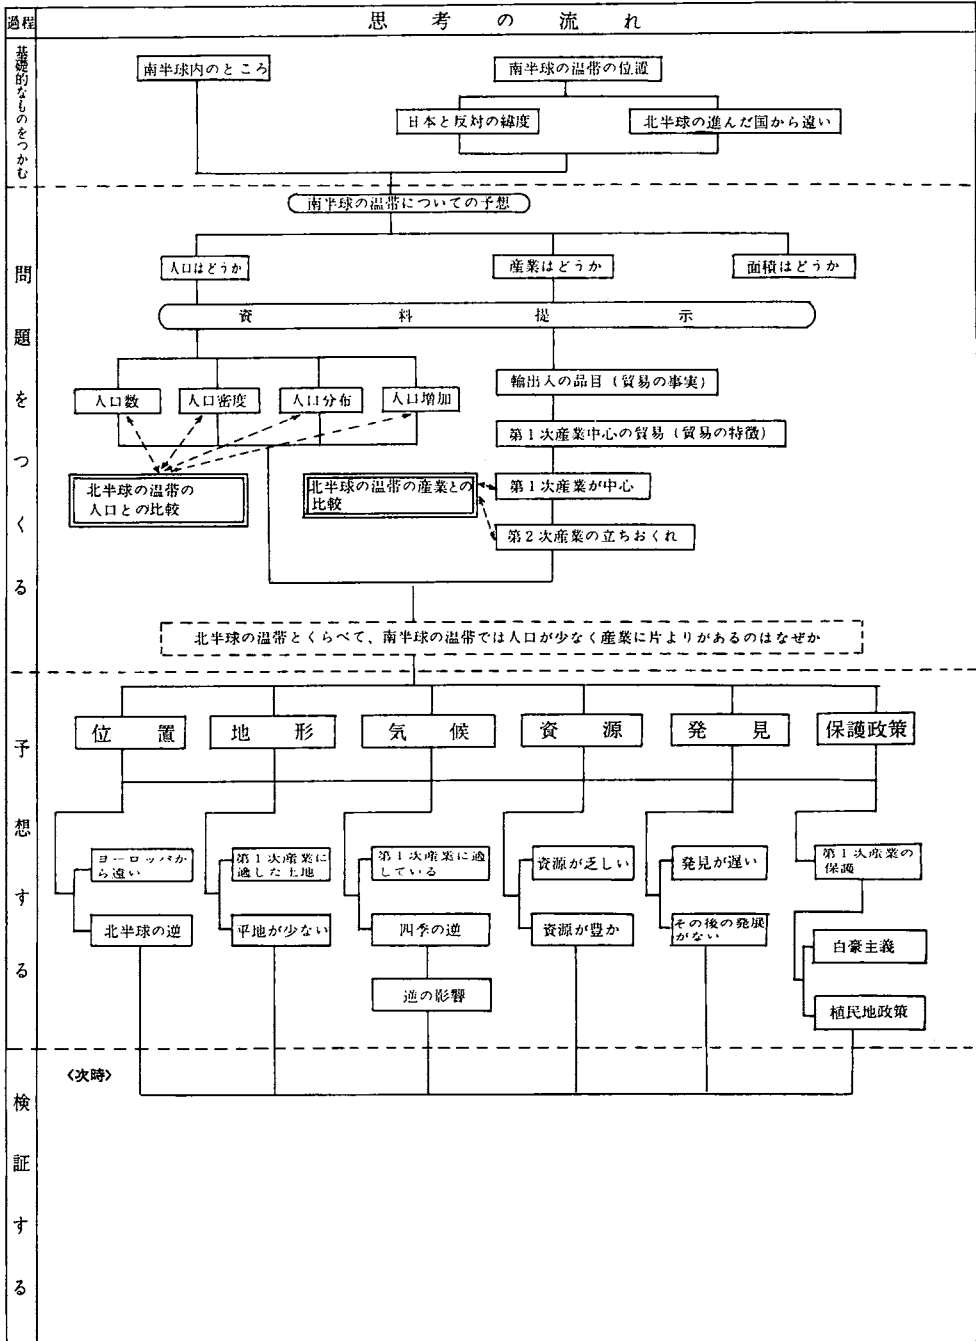 過程
思考の流れ
基礎的なものをつかむ
南半球内のところ
南半球の温帯の位置
日本と反対の緯度
北半球の進んだ国から遠い
問題をつくる
南半球の温帯についての予想
人口はどうか
産業はどうか
面積はどうか
資料提示
人口数
人口密度
人口分布
人口増加
輸出入の品目(貿易の事実)
第1次産業中心の貿易(貿易の特徴)
北半球の温帯の
人口との比較
北半球の温帯の産業との
比較
第1次産業が中心
第2次産業の立ちおくれ
北半球の温帯とくらべて、南半球の温帯では人口が少なく産業に片よりがあるのはなぜか
予想する
位置
地形
気候
資源
発見
保護政策
ヨーロッパか
ら遠い
北半球の逆
第1次産業に
適した土地
平地が少ない
第1次産業に適
している
四季の逆
逆の影響
資源が乏しい
資源が豊か
発見が遅い
その後の発展
がない
第1次産業の
保護
白豪主義
植民地政策
検証する
〈次時〉